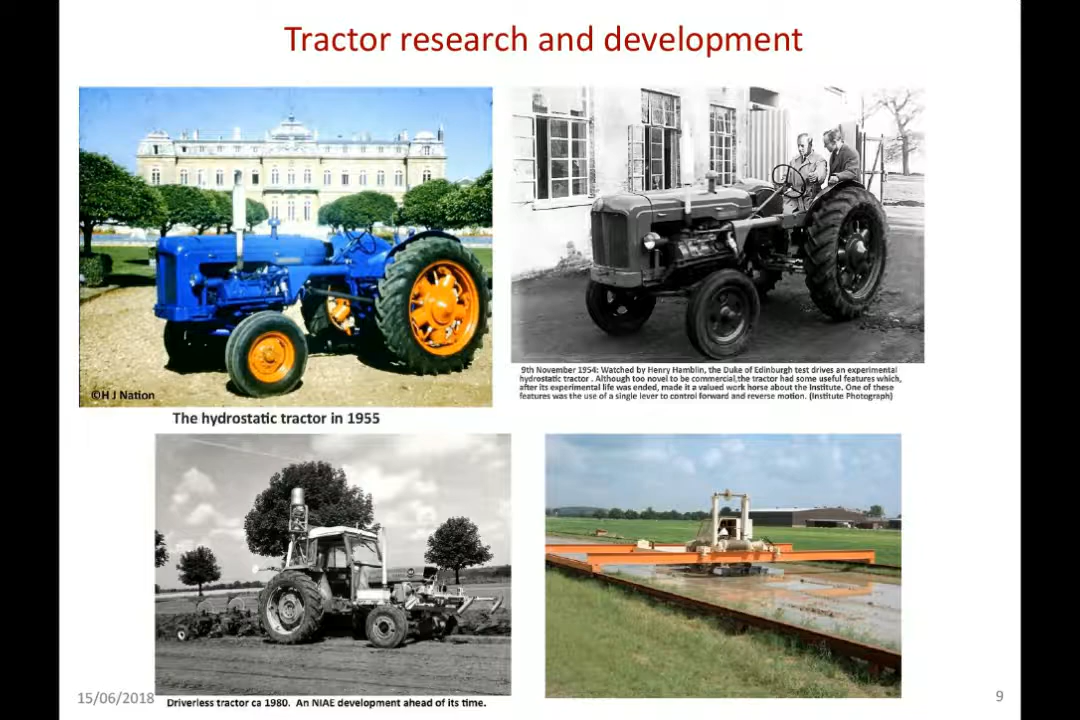 Tractor research and development
©H J Nation
The hydrostatic tractor in 1955
9th November 1954: Watched by Henry Hamblin, the Duke of Edinburgh test drives an experimental
hydrostatic tractor . Although too novel to be commercial,the tractor had some useful features which,
after its experimental life was ended, made it a valued work horse about the Institute. One of these
features was the use of a single lever to control forward and reverse motion. (Institute Photograph)
Driverless tractor ca 1980. An NIAE development ahead of its time.
15/06/2018
9